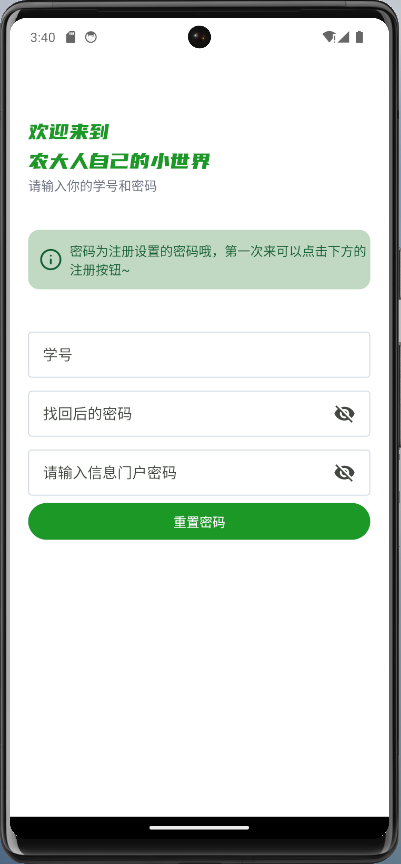 3:40
欢迎来到
农大人自己的小世界
请输入你的学号和密码
密码为注册设置的密码哦，第一次来可以点击下方的
注册按钮~
学号
找回后的密码
请输入信息门户密码
重置密码